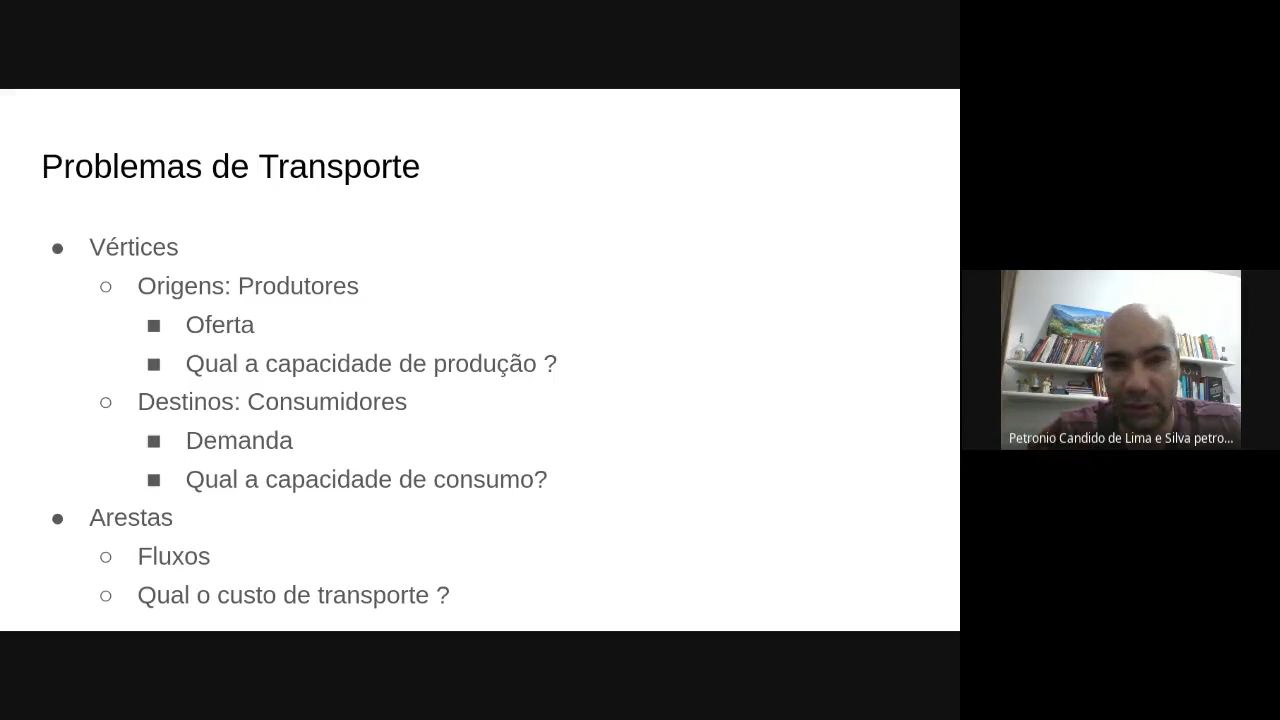 Problemas de Transporte
● Vértices
○ Origens: Produtores
■ Oferta
■ Qual a capacidade de produção ?
○ Destinos: Consumidores
■ Demanda
■ Qual a capacidade de consumo?
● Arestas
○ Fluxos
○ Qual o custo de transporte ?
Petronio Candido de Lima e Silva petro...